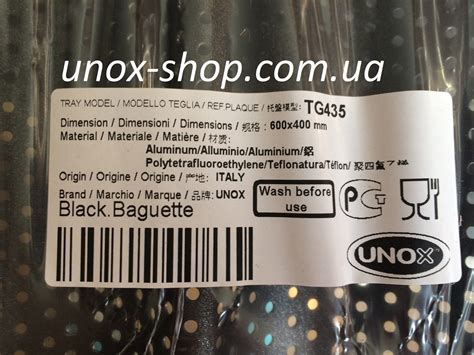 unox-shop.com.ua
TRAY MODEL / MODELLO TEGLIA / REF PLAQUE / 托盤模型: TG435
Dimension / Dimensioni / Dimensions / 规格 : 600x400 mm
Material / Materiale / Matière / 材质:
Aluminum/Alluminio/Aluminium/鋁
Polytetrafluoroethylene/Teflonatura/Téflon/ 聚四氟乙烯
Origin / Origine / Origine / 产地: ITALY
Brand / Marchio / Marque / 品牌: UNOX
Black.Baguette
Wash before use
UNOX